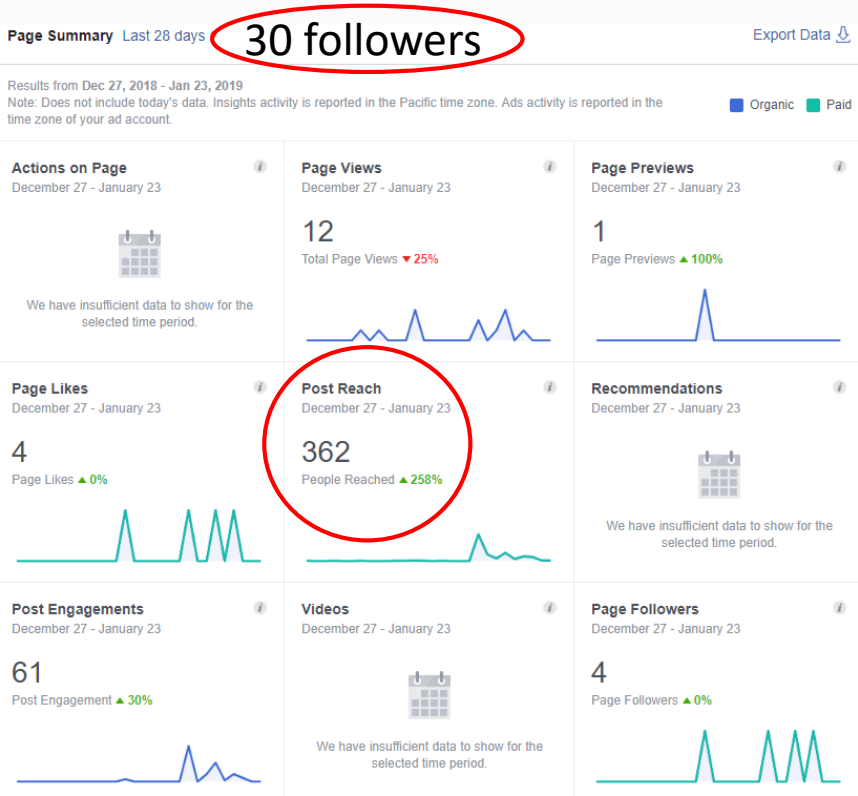 Page Summary Last 28 days 30 followers Export Data
Results from Dec 27, 2018 - Jan 23, 2019
Note: Does not include today's data. Insights activity is reported in the Pacific time zone. Ads activity is reported in the
time zone of your ad account.
Organic Paid
Actions on Page
December 27 - January 23
We have insufficient data to show for the
selected time period.
Page Views
December 27 - January 23
12
Total Page Views ▼ 25%
Page Previews
December 27 - January 23
1
Page Previews ▲ 100%
Page Likes
December 27 - January 23
4
Page Likes ▲ 0%
Post Reach
December 27 - January 23
362
People Reached ▲ 258%
Recommendations
December 27 - January 23
We have insufficient data to show for the
selected time period.
Post Engagements
December 27 - January 23
61
Post Engagement ▲ 30%
Videos
December 27 - January 23
We have insufficient data to show for the
selected time period.
Page Followers
December 27 - January 23
4
Page Followers ▲ 0%